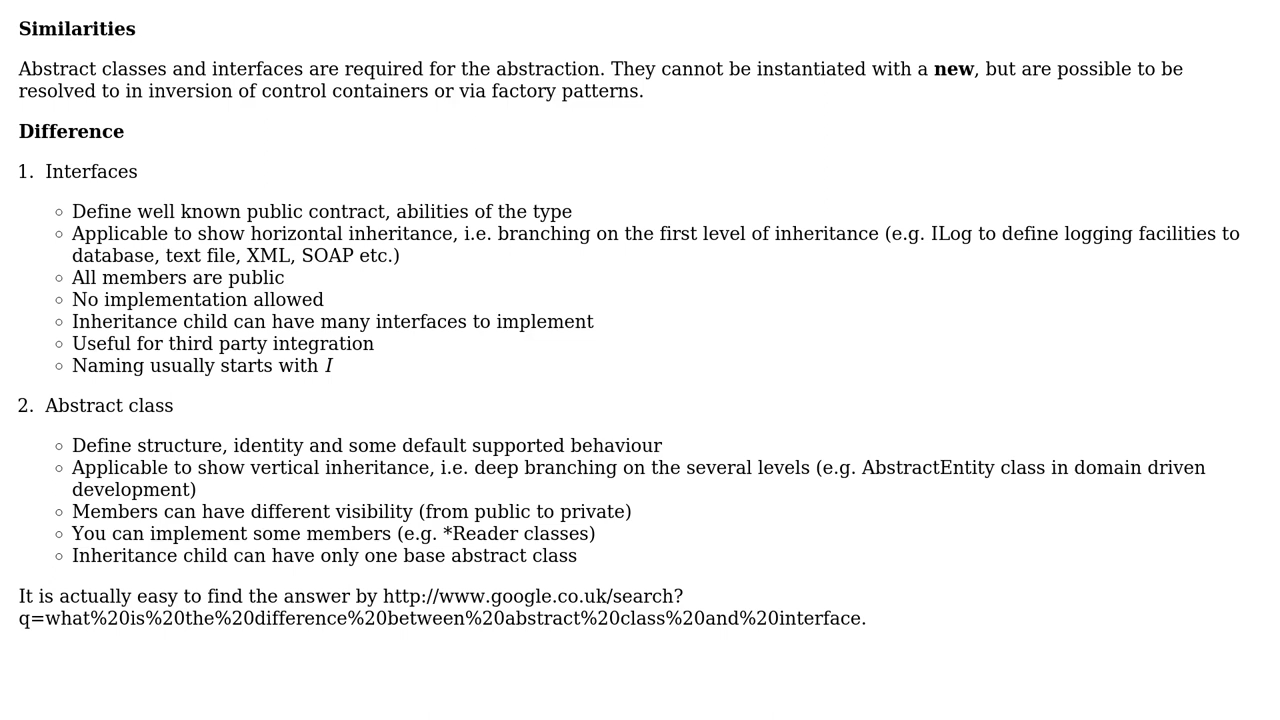 Similarities
Abstract classes and interfaces are required for the abstraction. They cannot be instantiated with a new, but are possible to be
resolved to in inversion of control containers or via factory patterns.
Difference
1. Interfaces
◦ Define well known public contract, abilities of the type
◦ Applicable to show horizontal inheritance, i.e. branching on the first level of inheritance (e.g. ILog to define logging facilities to
database, text file, XML, SOAP etc.)
◦ All members are public
◦ No implementation allowed
◦ Inheritance child can have many interfaces to implement
◦ Useful for third party integration
◦ Naming usually starts with I
2. Abstract class
◦ Define structure, identity and some default supported behaviour
◦ Applicable to show vertical inheritance, i.e. deep branching on the several levels (e.g. AbstractEntity class in domain driven
development)
◦ Members can have different visibility (from public to private)
◦ You can implement some members (e.g. *Reader classes)
◦ Inheritance child can have only one base abstract class
It is actually easy to find the answer by http://www.google.co.uk/search?
q=what%20is%20the%20difference%20between%20abstract%20class%20and%20interface.